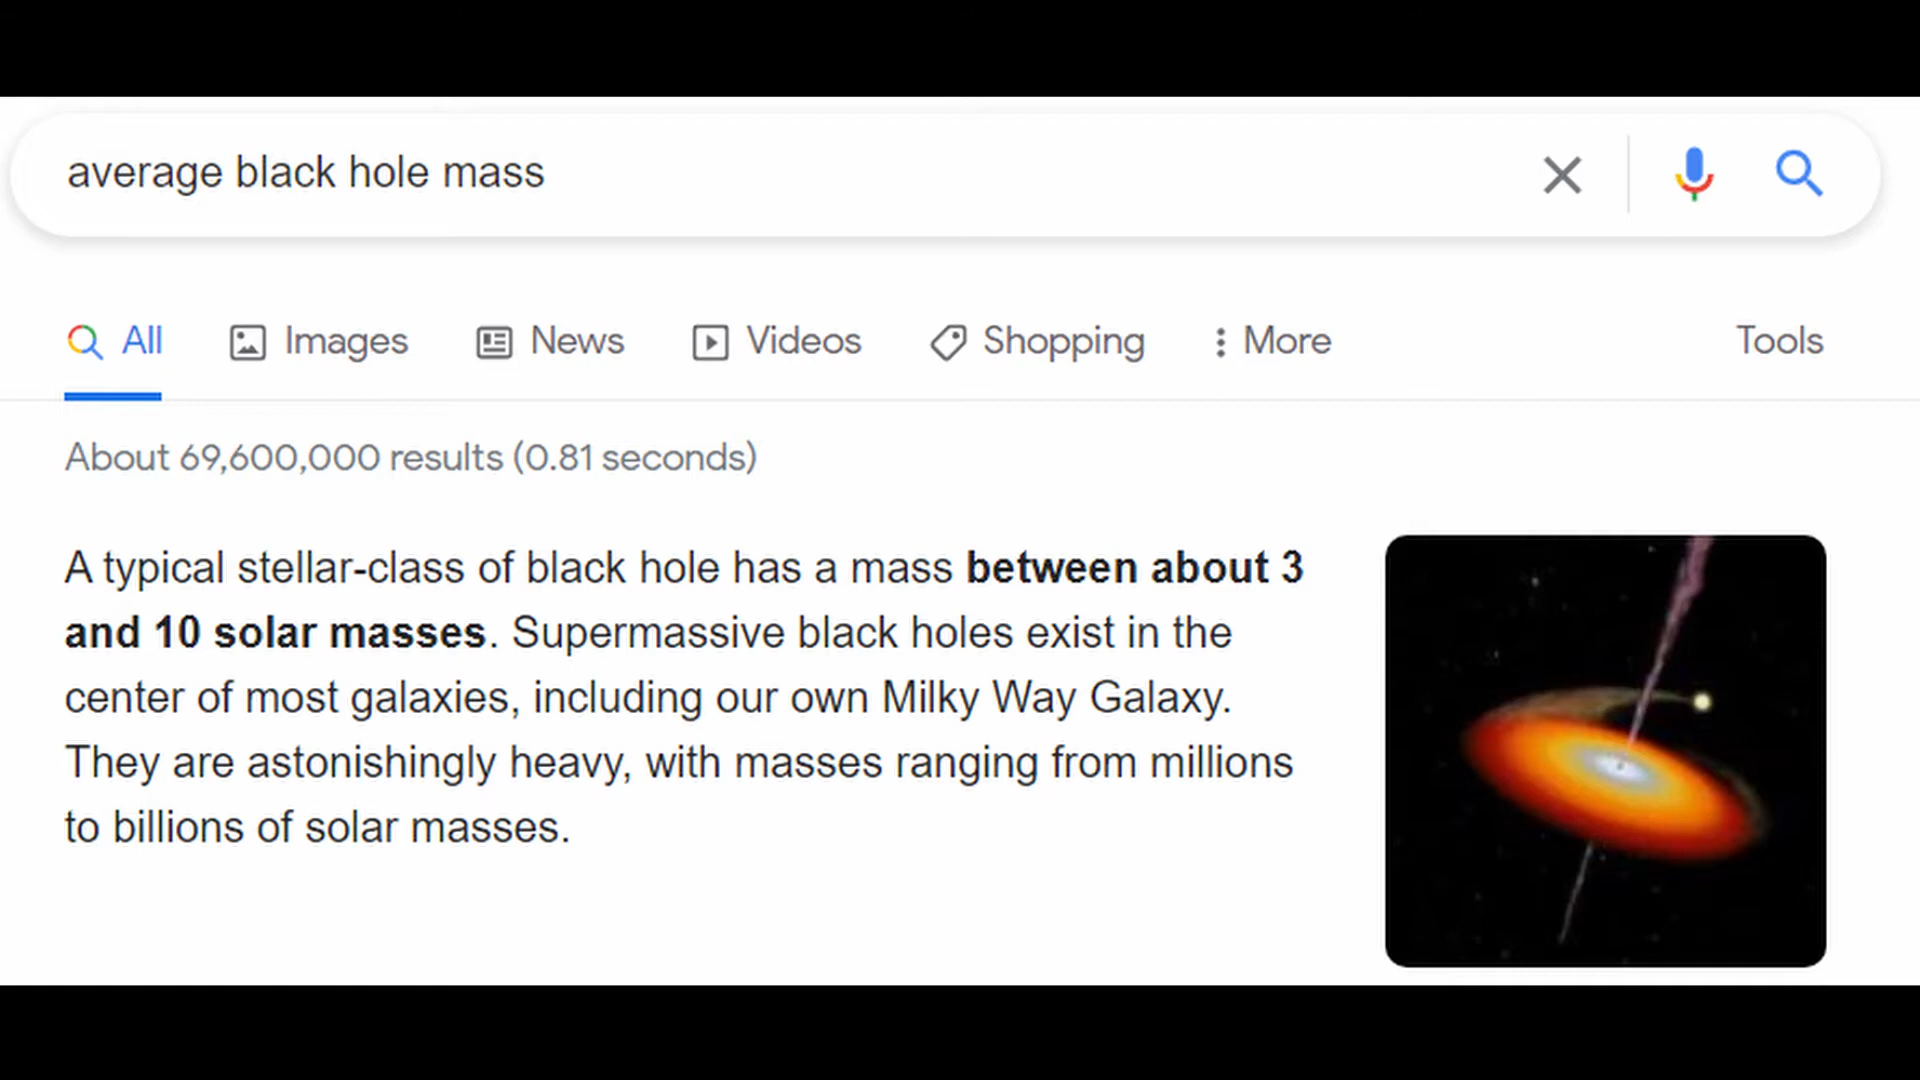 average black hole mass
All Images News Videos Shopping More Tools
About 69,600,000 results (0.81 seconds)
A typical stellar-class of black hole has a mass between about 3
and 10 solar masses. Supermassive black holes exist in the
center of most galaxies, including our own Milky Way Galaxy.
They are astonishingly heavy, with masses ranging from millions
to billions of solar masses.